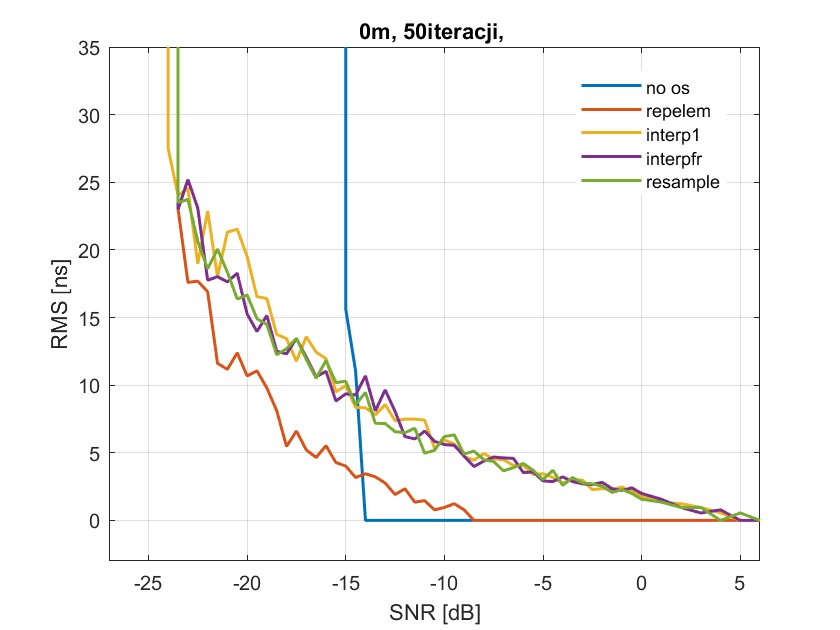 0m, 50iteracji,
35
30
25
20
15
10
5
0
RMS [ns]
no os
repelem
interp1
interpfr
resample
-25 -20 -15 -10 -5 0 5
SNR [dB]